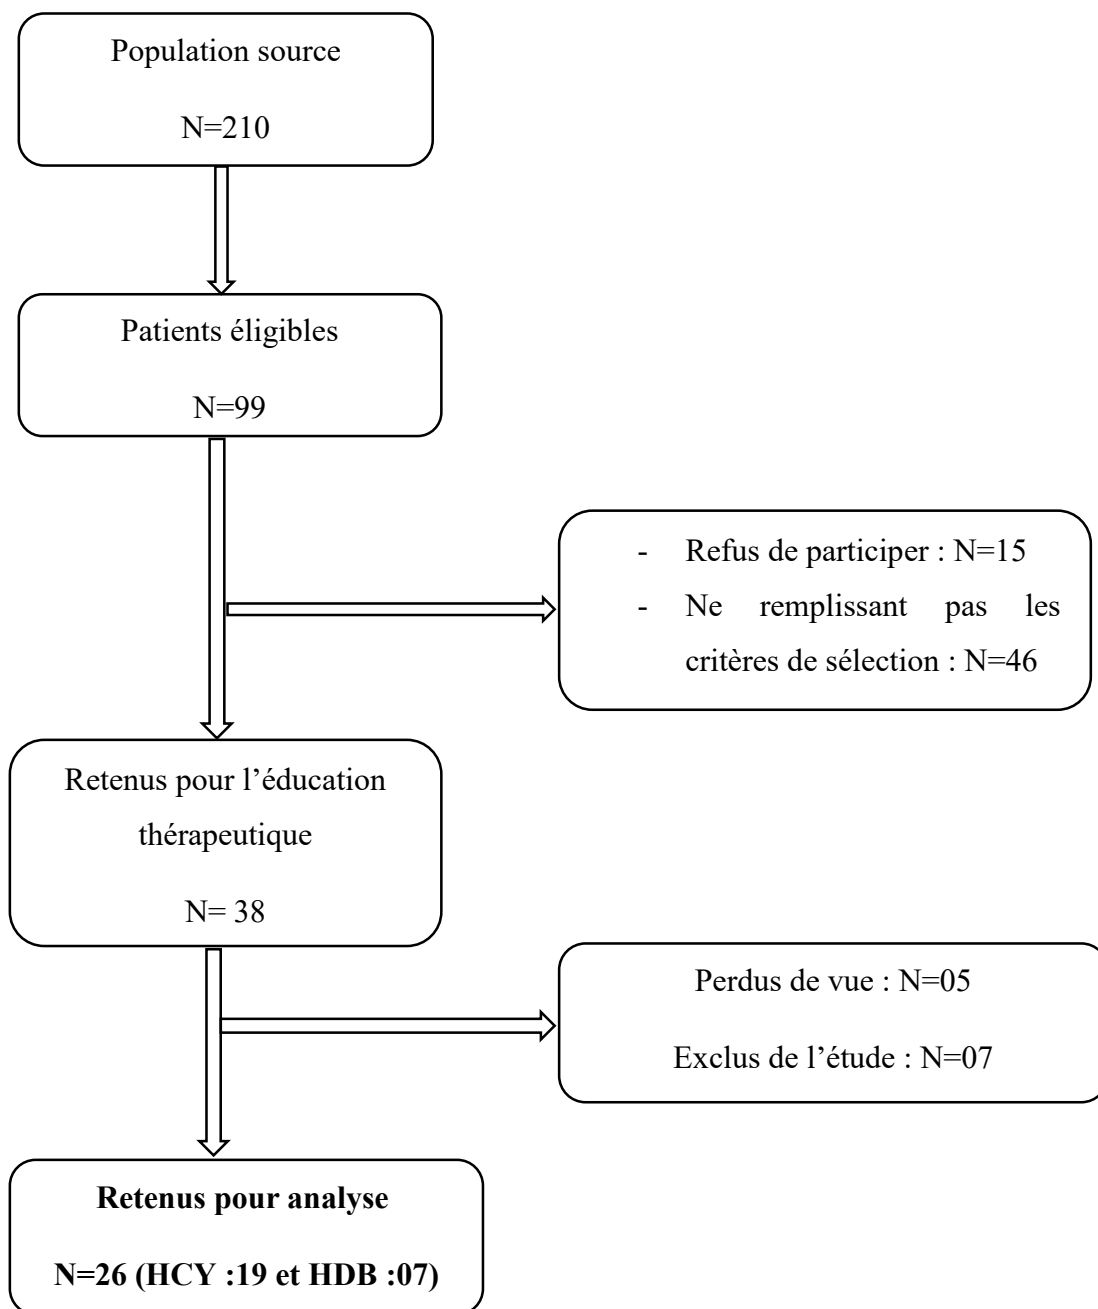 Population source
N=210
Patients éligibles
N=99
- Refus de participer : N=15
- Ne remplissant pas les
critères de sélection : N=46
Retenus pour l’éducation
thérapeutique
N= 38
Perdus de vue : N=05
Exclus de l’étude : N=07
Retenus pour analyse
N=26 (HCY :19 et HDB :07)